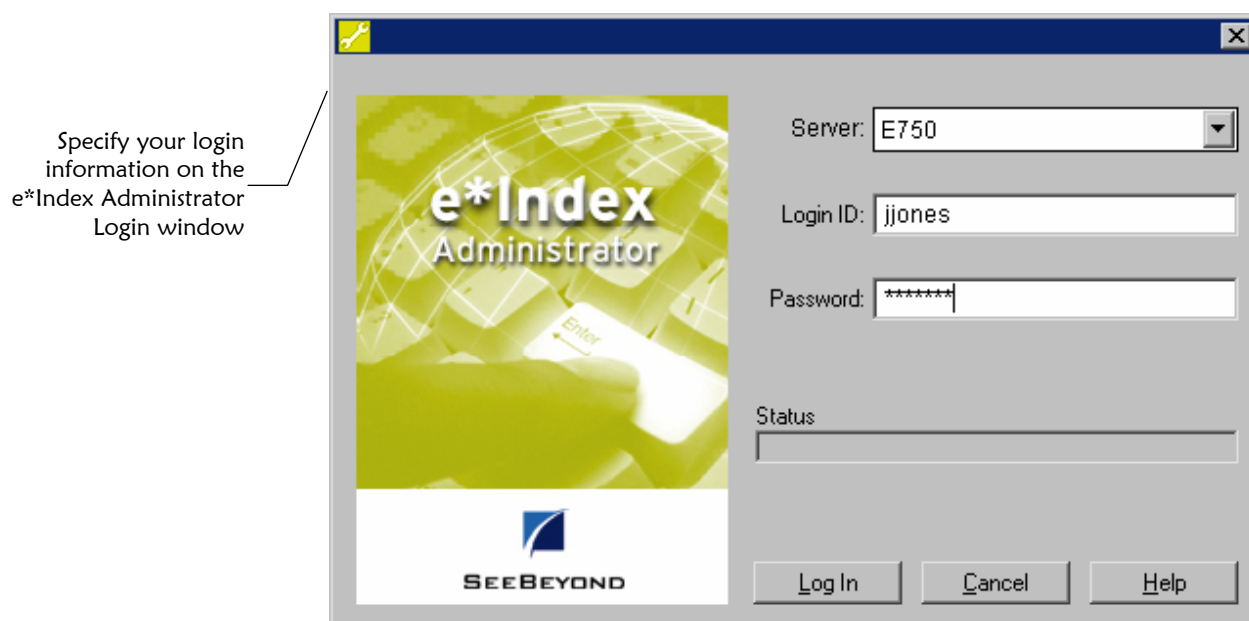 Specify your login
information on the
e*Index Administrator
Login window
e*Index
Administrator
Enter
SEEBEYOND
Server: E750
Login ID: jjones
Password: *******
Status
Log In Cancel Help